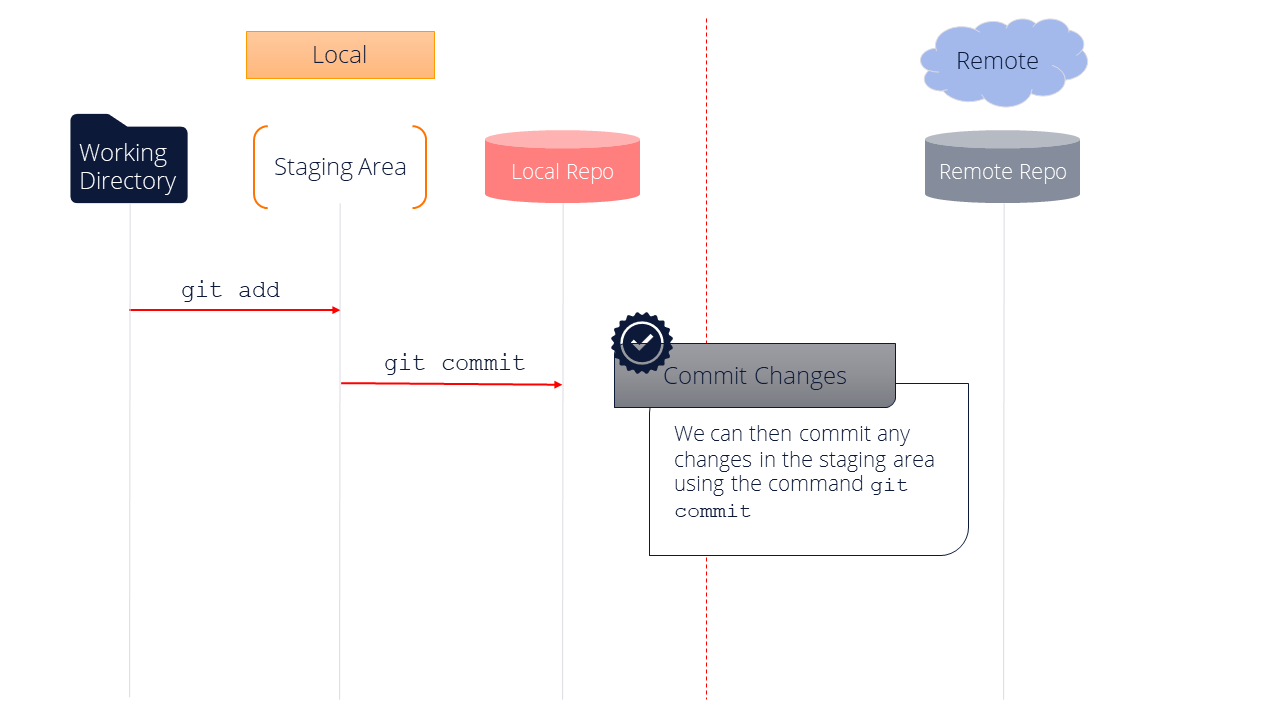 Local
Remote
Working
Directory
Staging Area
Local Repo
Remote Repo
git add
git commit
Commit Changes
We can then commit any
changes in the staging area
using the command git
commit